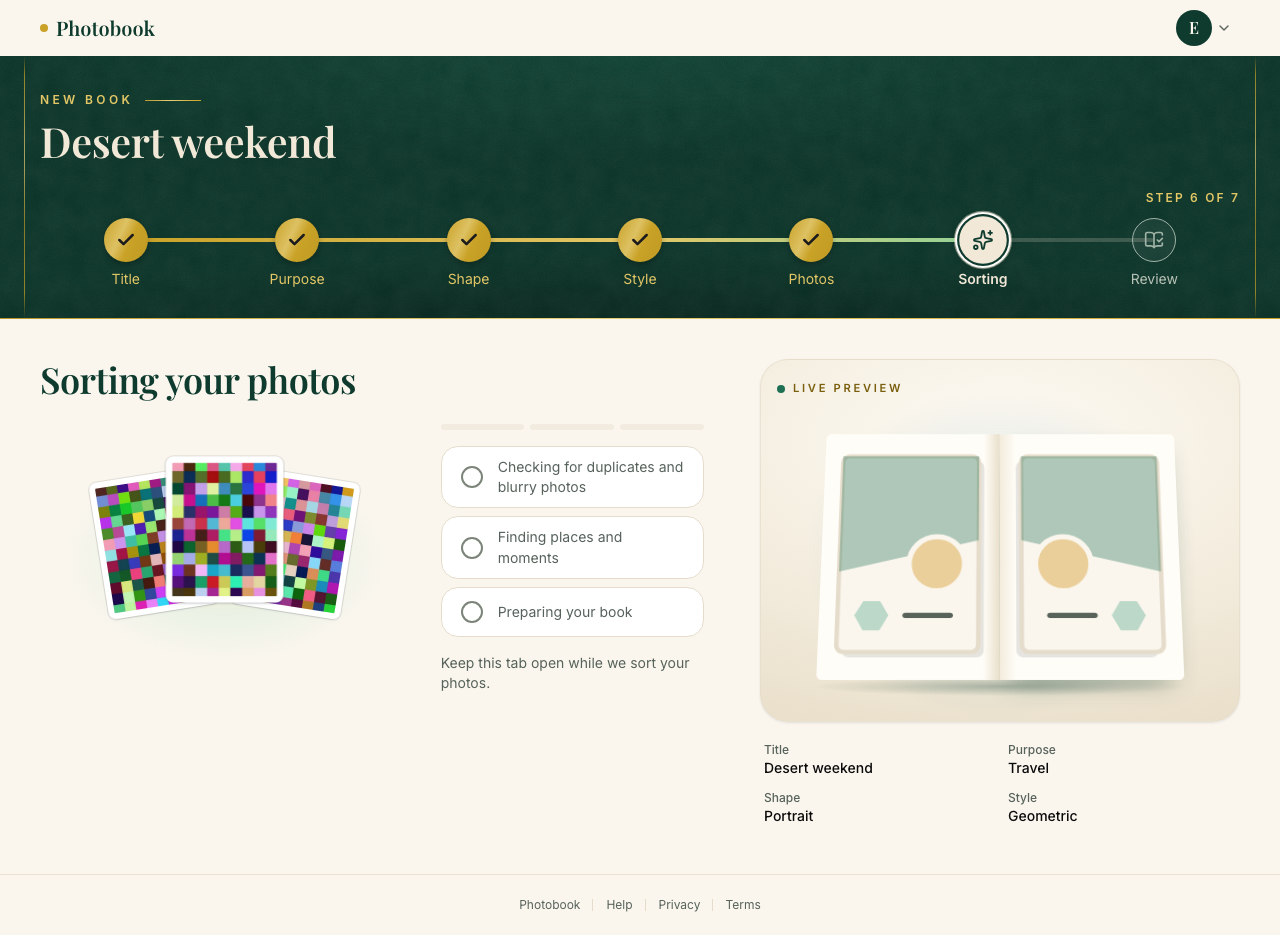 Photobook
E
NEW BOOK
Desert weekend
STEP 6 OF 7
Title
Purpose
Shape
Style
Photos
Sorting
Review
Sorting your photos
Checking for duplicates and
blurry photos
Finding places and
moments
Preparing your book
Keep this tab open while we sort your
photos.
LIVE PREVIEW
Title
Desert weekend
Purpose
Travel
Shape
Portrait
Style
Geometric
Photobook
Help
Privacy
Terms